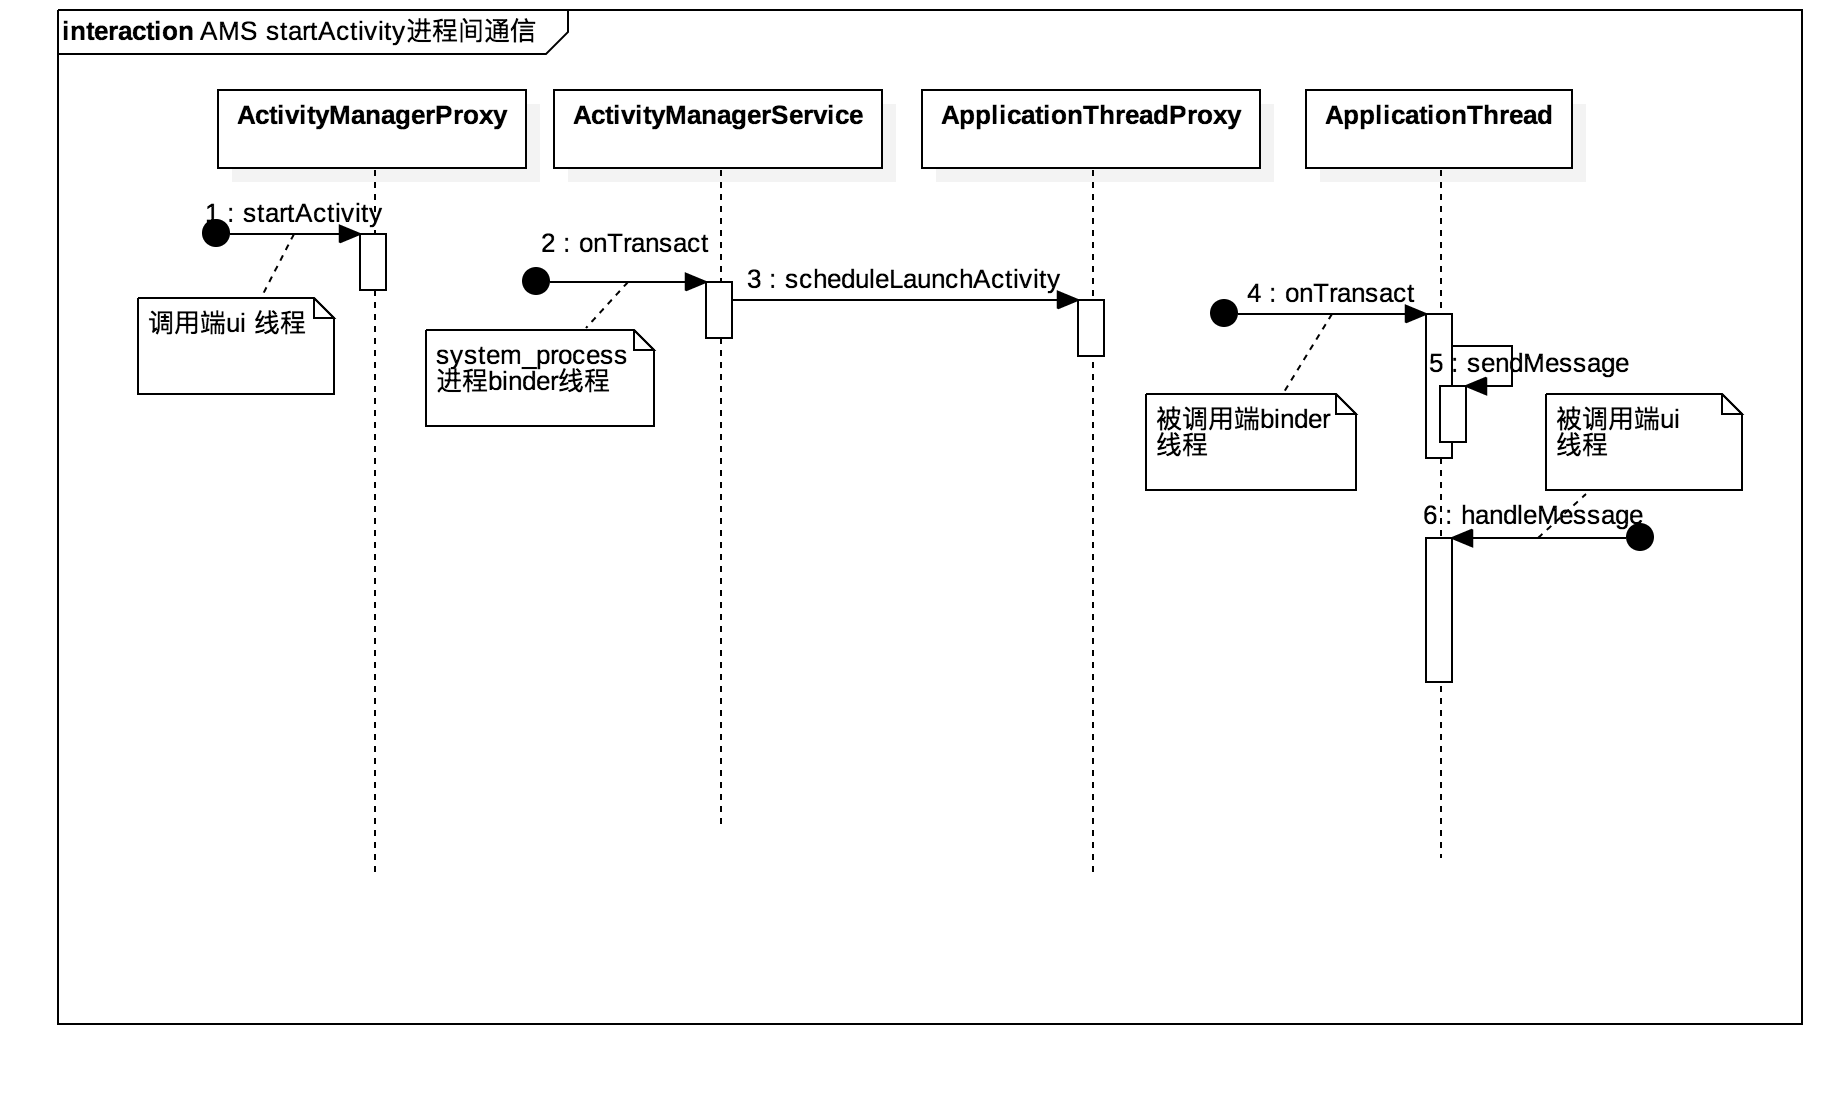 interaction AMS startActivity进程间通信
ActivityManagerProxy
ActivityManagerService
ApplicationThreadProxy
ApplicationThread
1 : startActivity
2 : onTransact
3 : scheduleLaunchActivity
4 : onTransact
调用端ui 线程
system_process
进程binder线程
5 : sendMessage
被调用端binder
线程
被调用端ui
线程
6 : handleMessage